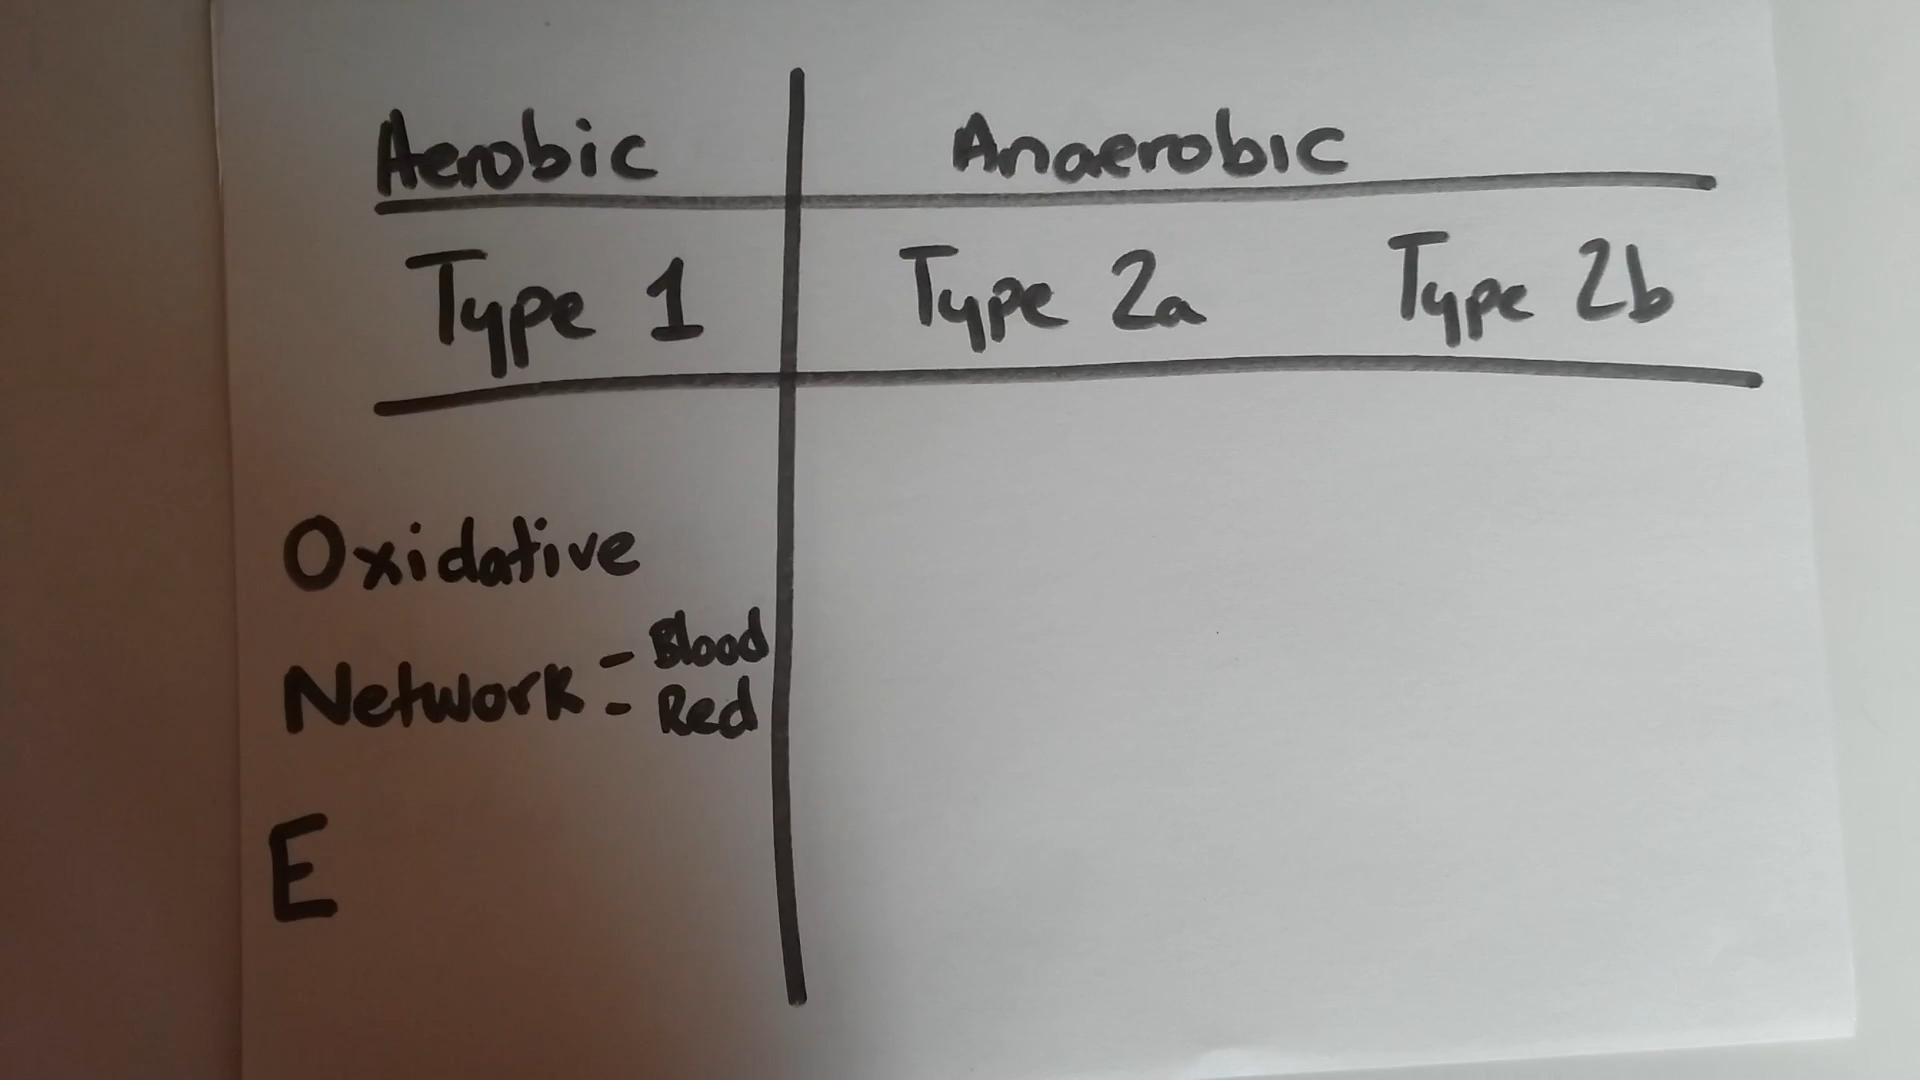 Aerobic Anaerobic
Type 1 Type 2a Type 2b
Oxidative
Network - Blood
- Red
E